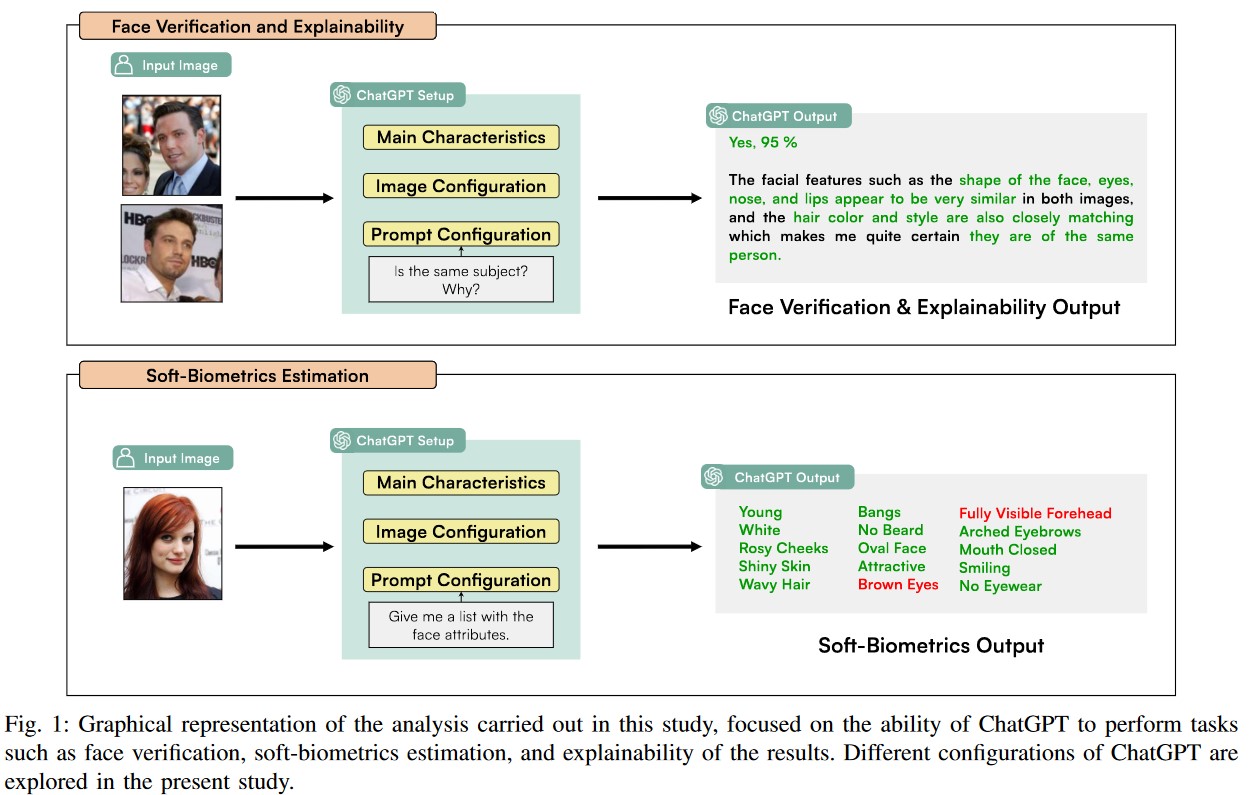 Face Verification and Explainability
Input Image
HBO
CKBUSTER
LOCKR
HBO
ChatGPT Setup
Main Characteristics
Image Configuration
Prompt Configuration
Is the same subject?
Why?
ChatGPT Output
Yes, 95 %
The facial features such as the shape of the face, eyes,
nose, and lips appear to be very similar in both images,
and the hair color and style are also closely matching
which makes me quite certain they are of the same
person.
Face Verification & Explainability Output
Soft-Biometrics Estimation
Input Image
ChatGPT Setup
Main Characteristics
Image Configuration
Prompt Configuration
Give me a list with the
face attributes.
ChatGPT Output
Young
White
Rosy Cheeks
Shiny Skin
Wavy Hair
Bangs
No Beard
Oval Face
Attractive
Brown Eyes
Fully Visible Forehead
Arched Eyebrows
Mouth Closed
Smiling
No Eyewear
Soft-Biometrics Output
Fig. 1: Graphical representation of the analysis carried out in this study, focused on the ability of ChatGPT to perform tasks
such as face verification, soft-biometrics estimation, and explainability of the results. Different configurations of ChatGPT are
explored in the present study.